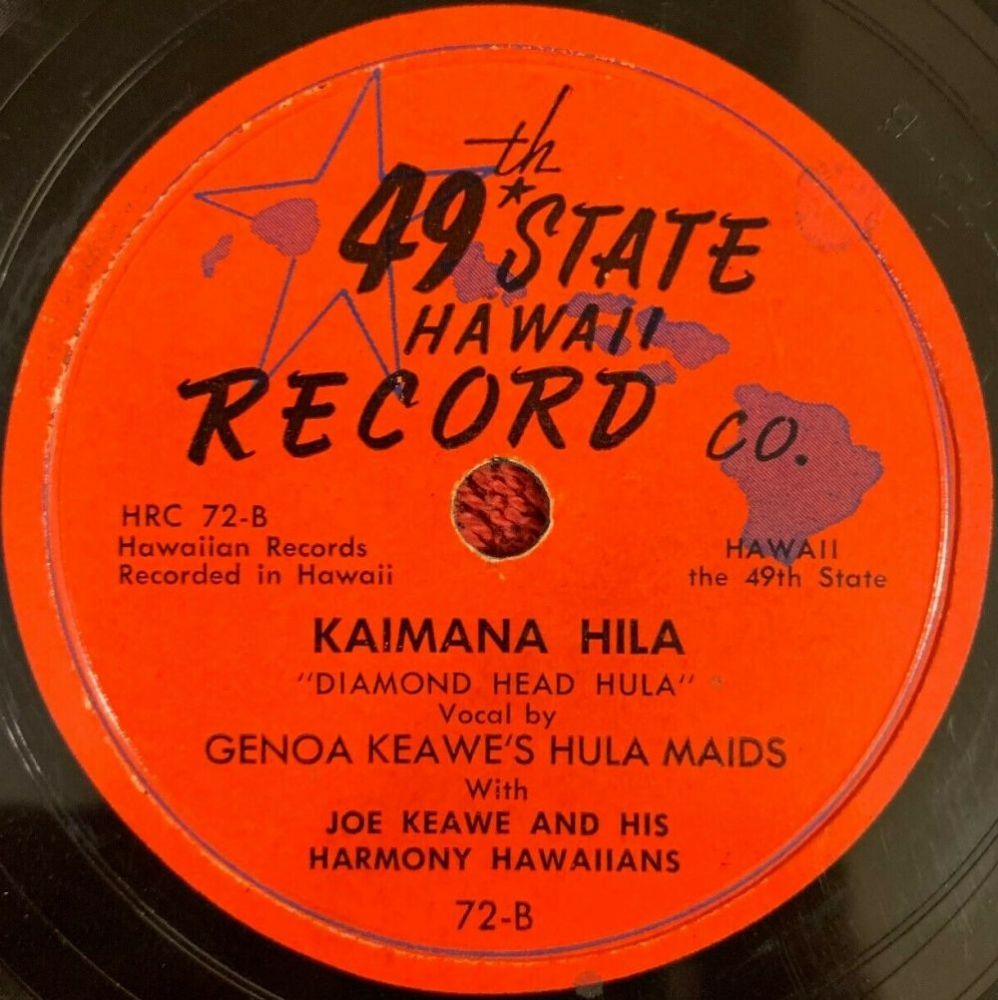 49th STATE
HAWAII
RECORD CO.
HRC 72-B
Hawaiian Records
Recorded in Hawaii
HAWAII
the 49th State
KAIMANA HILA
"DIAMOND HEAD HULA"
Vocal by
GENOA KEAWE'S HULA MAIDS
With
JOE KEAWE AND HIS
HARMONY HAWAIIANS
72-B